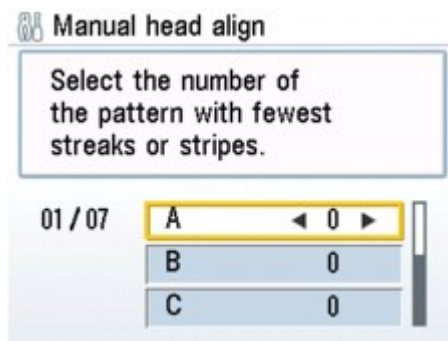 Manual head align
Select the number of
the pattern with fewest
streaks or stripes.
01/07 A ◀ 0 ▶
B 0
C 0